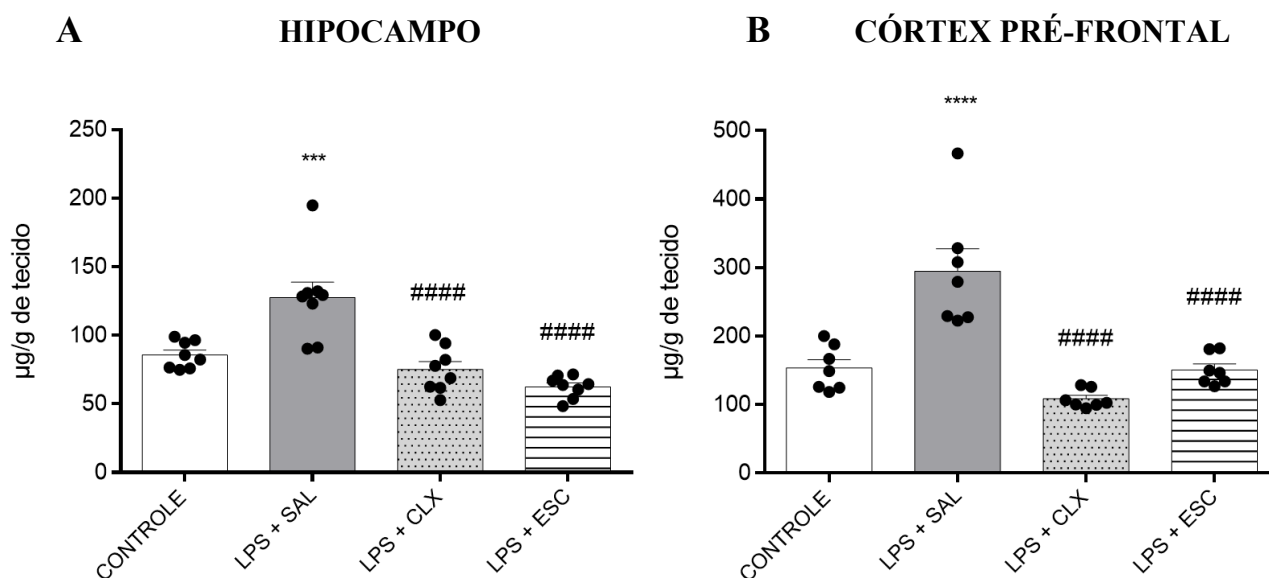 A HIPOCAMPO
µg/g de tecido
250
200
150
100
50
0
***
####
####
CONTROLE
LPS + SAL
LPS + CLX
LPS + ESC
B CÓRTEX PRÉ-FRONTAL
µg/g de tecido
500
400
300
200
100
0
****
####
####
CONTROLE
LPS + SAL
LPS + CLX
LPS + ESC